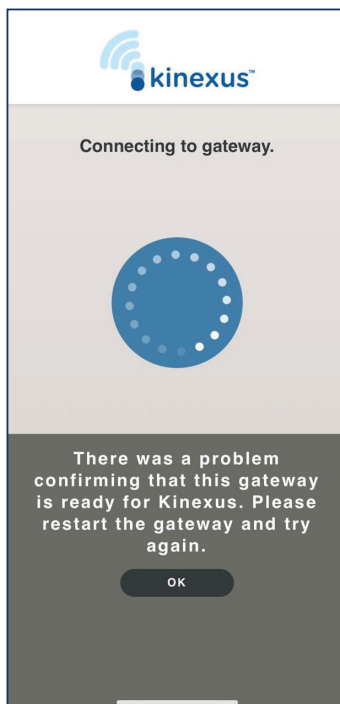 kinexus™
Connecting to gateway.
There was a problem
confirming that this gateway
is ready for Kinexus. Please
restart the gateway and try
again.
OK